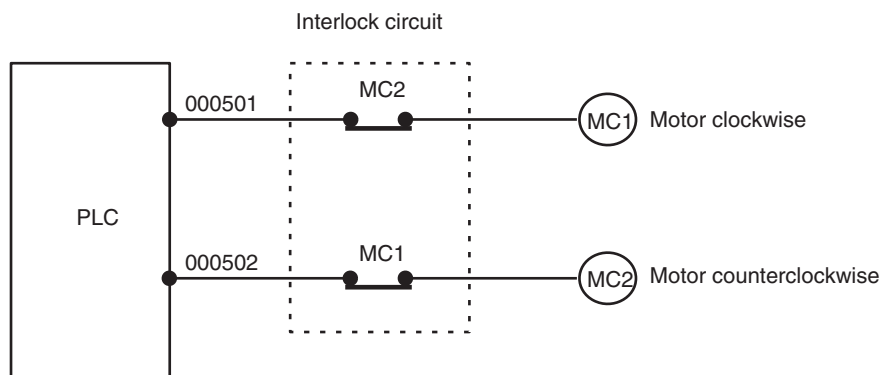 Interlock circuit
000501
MC2
MC1
Motor clockwise
PLC
000502
MC1
MC2
Motor counterclockwise